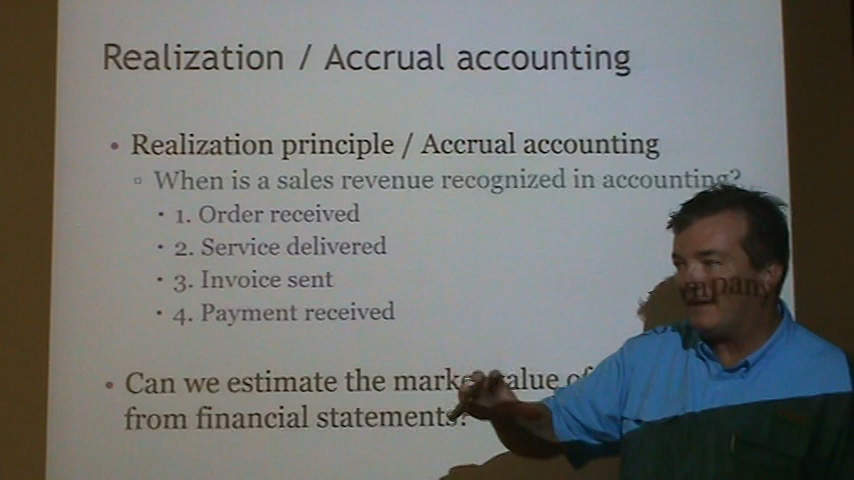 Realization / Accrual accounting
• Realization principle / Accrual accounting
▫ When is a sales revenue recognized in accounting?
• 1. Order received
• 2. Service delivered
• 3. Invoice sent
• 4. Payment received
• Can we estimate the market value of
from financial statements?